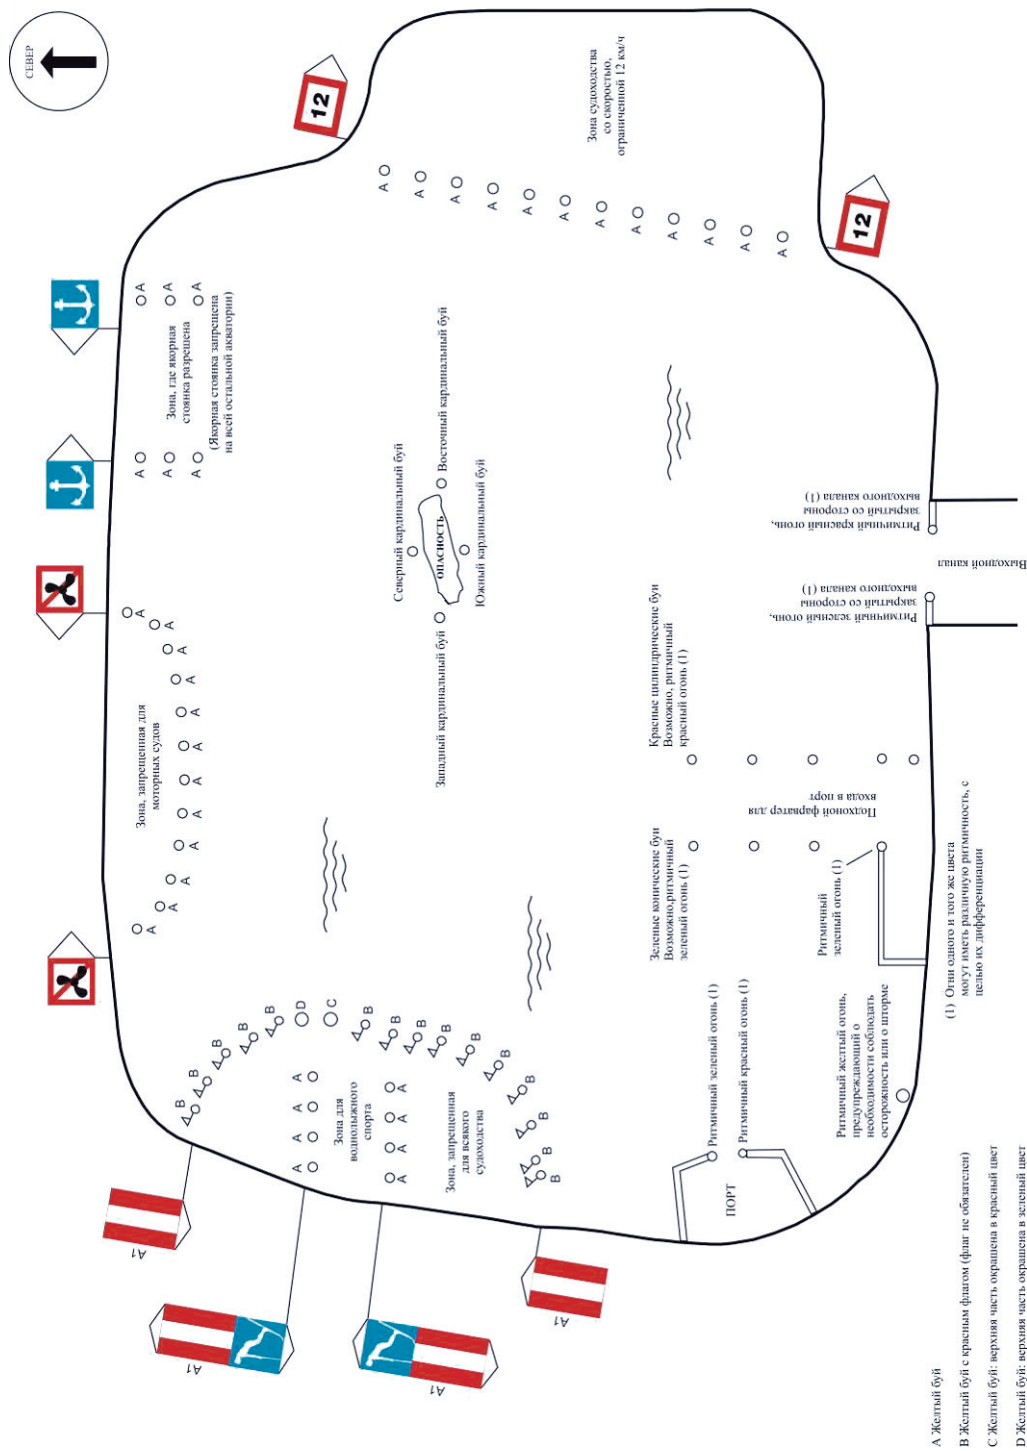 СЕВЕР
12
Зона судоходства
со скоростью,
ограниченной 12 км/ч
A
A
A
A
A
A
A
A
A
A
A
A
12
A
A
A
Зона, где якорная
стоянка разрешена
(Якорная стоянка запрещена
на всей остальной акватории)
A
A
A
Северный кардинальный буй
Восточный кардинальный буй
ОПАСНОСТЬ
Южный кардинальный буй
Западный кардинальный буй
A
A
A
A
A
A
A
A
A
A
A
A
Зона, запрещенная для
моторных судов
Ритмичный красный огонь,
закрытый со стороны
выходного канала (1)
Выходной канал
Ритмичный зеленый огонь,
закрытый со стороны
выходного канала (1)
Красные цилиндрические буи
Возможно, ритмичный
красный огонь (1)
Подхоной фарватер для
входа в порт
Зеленые конические буи
Возможно,ритмичный
зеленый огонь (1)
Ритмичный
зеленый огонь (1)
(1) Огни одного и того же цвета
могут иметь различную ритмичность, с
целью их дифференциации
B
B
B
B
B
D
C
B
B
B
B
B
B
B
B
B
B
A
A
A
A
Зона для
воднолыжного
спорта
A
A
A
A
Зона, запрещенная
для всякого
судоходства
Ритмичный зеленый огонь (1)
Ритмичный красный огонь (1)
ПОРТ
Ритмичный желтый огонь,
предупреждающий о
необходимости соблюдать
осторожность или о шторме
A1
A1
A1
A1
A Желтый буй
B Желтый буй с красным флагом (флаг не обязателен)
C Желтый буй: верхняя часть окрашена в красный цвет
D Желтый буй: верхняя часть окрашена в зеленый цвет